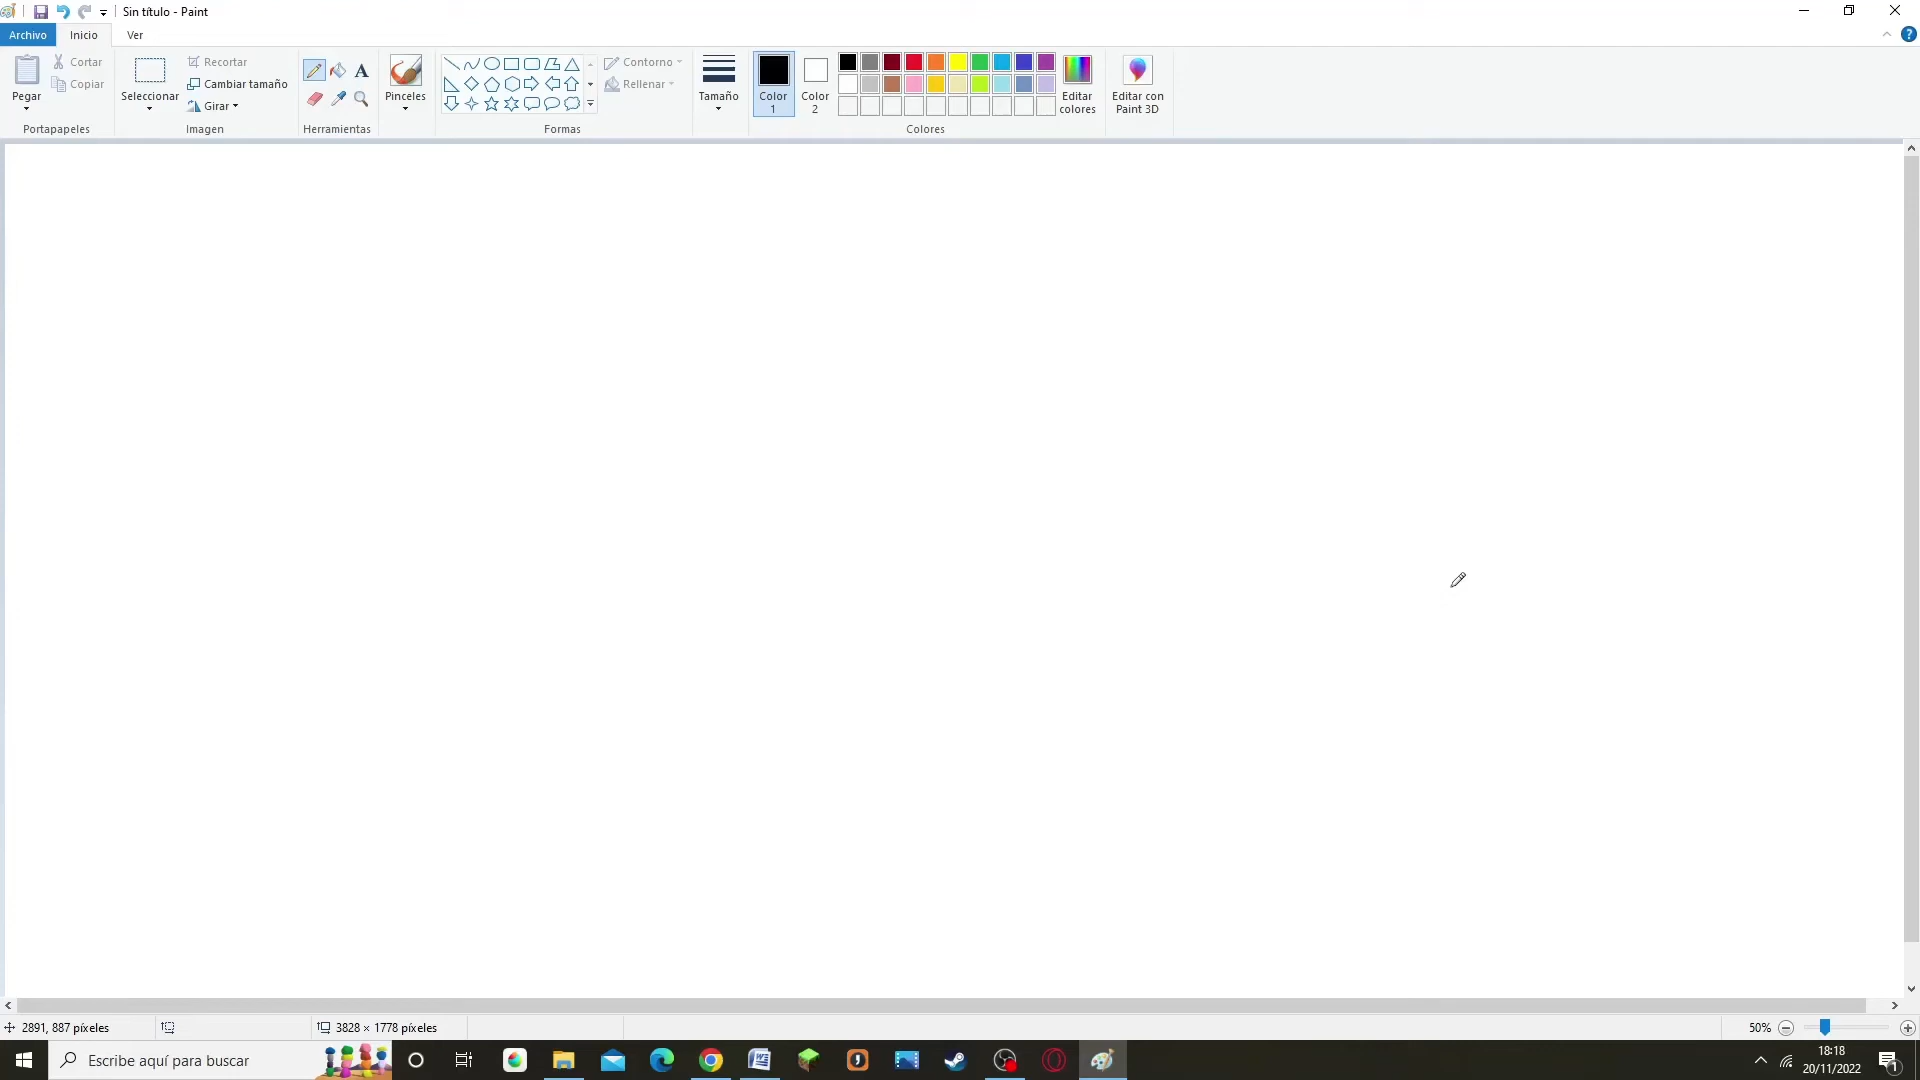 Sin título - Paint
Archivo Inicio Ver
Pegar Cortar Copiar
Portapapeles
Seleccionar Recortar Cambiar tamaño Girar
Imagen
A
Herramientas
Pinceles
Contorno Rellenar
Formas
Tamaño
Color 1
Color 2
Editar colores
Colores
Editar con Paint 3D
2891, 887 píxeles
3828 × 1778 píxeles
50%
Escribe aquí para buscar
18:18
20/11/2022
1